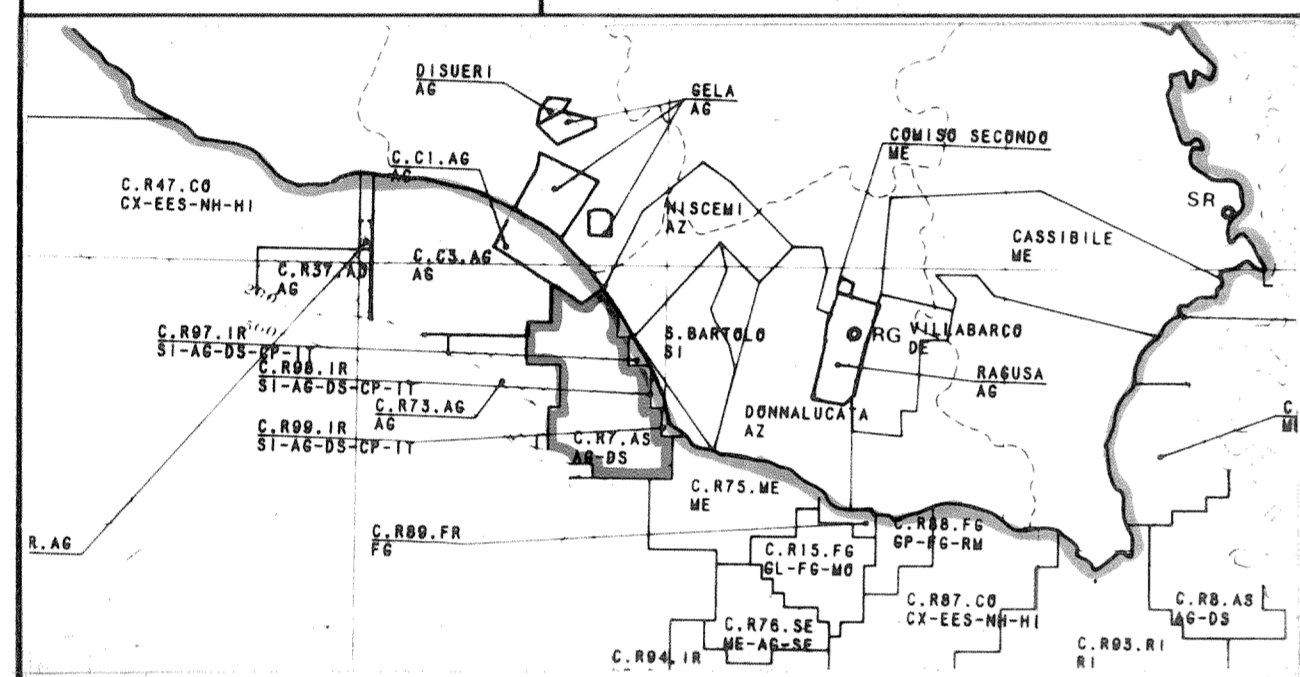 DISUERI
AG
GELA
AG
COMISO SECONDO
ME
C.C1.AG
AG
C.R47.CO
CX-EES-NH-HI
NISCEMI
AZ
SR
CASSIBILE
ME
C.C3.AG
AG
C.R37.AD
AG
200
500
C.R97.IR
SI-AG-DS-CP-IT
S.BARTOLO
SI
RG
VILLABARCO
DE
C.R98.IR
SI-AG-DS-CP-IT
RAGUSA
AG
C.R73.AG
AG
DONNALUCATA
AZ
C.R99.IR
SI-AG-DS-CP-IT
C.R7.AS
AG-DS
C.R75.ME
ME
R.AG
C.R89.FR
FG
C.R88.FG
GP-FG-RM
C.R15.FG
GL-FG-MO
C.R87.CO
CX-EES-NH-HI
C.R8.AS
AG-DS
C.R76.SE
ME-AG-SE
C.R93.RI
RI
C.R94.IR